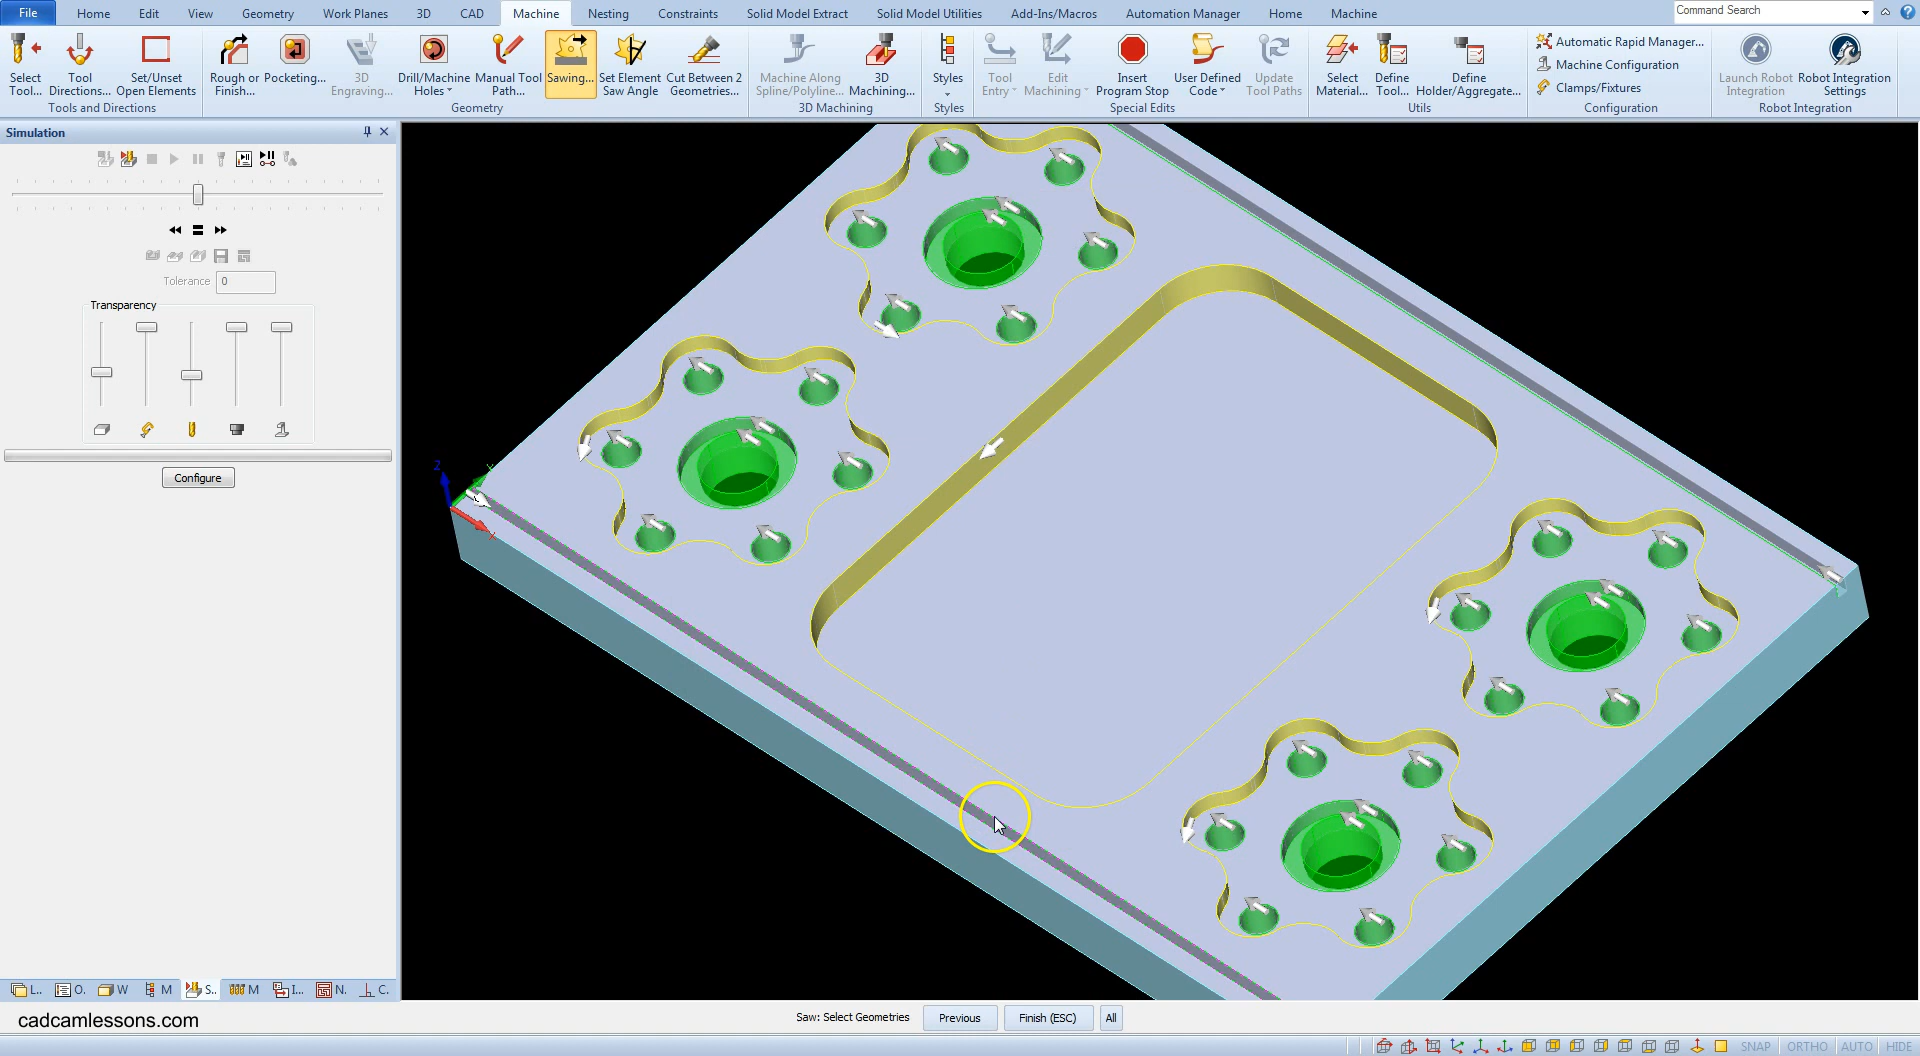 File Home Edit View Geometry Work Planes 3D CAD Machine Nesting Constraints Solid Model Extract Solid Model Utilities Add-Ins/Macros Automation Manager Home Machine Command Search
Select Tool...
Tool Directions...
Set/Unset Open Elements
Tools and Directions
Rough or Finish...
Pocketing...
3D Engraving...
Drill/Machine Holes
Manual Tool Path...
Sawing...
Set Element Saw Angle
Cut Between 2 Geometries...
Geometry
Machine Along Spline/Polyline...
3D Machining...
3D Machining
Styles
Styles
Tool Entry
Edit Machining
Insert Program Stop
User Defined Code
Update Tool Paths
Special Edits
Select Material...
Define Tool...
Define Holder/Aggregate...
Utils
Automatic Rapid Manager...
Machine Configuration
Clamps/Fixtures
Configuration
Launch Robot Integration
Robot Integration Settings
Robot Integration
Simulation
Tolerance 0
Transparency
Configure
Z
X
L.. O. W M S.. M I... N. C.
cadcamlessons.com
Saw: Select Geometries Previous Finish (ESC) All
SNAP ORTHO AUTO HIDE